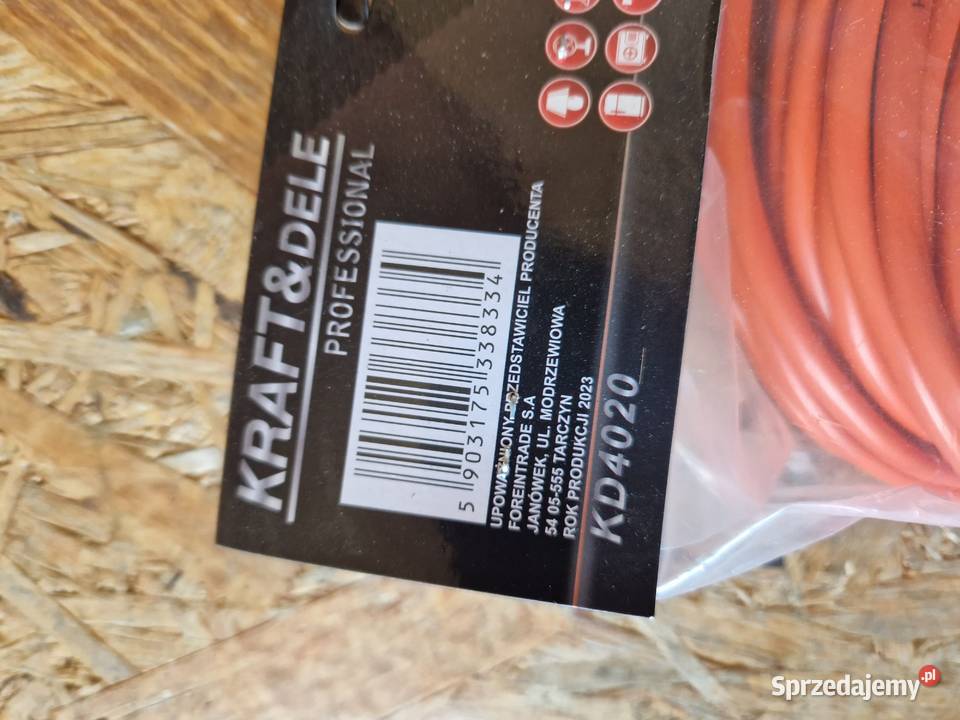 KRAFT&DELE
PROFESSIONAL
5 903175 338334
UPOWAŻNIONY PRZEDSTAWICIEL PRODUCENTA
FOREINTRADE S.A
JANÓWEK, UL. MODRZEWIOWA
54 05-555 TARCZYN
ROK PRODUKCJI 2023
KD4020
Sprzedajemy.pl